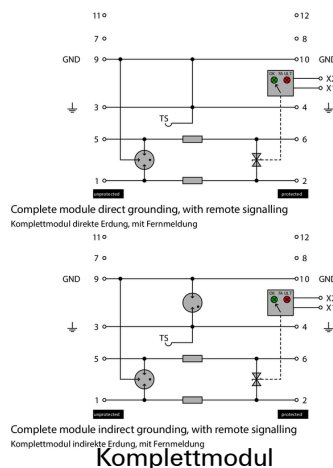 11 12
7 8
GND 9 10 GND
OK FAULT
X2
X1
3 4
TS
5 6
1 2
unprotected protected
Complete module direct grounding, with remote signalling
Komplettmodul direkte Erdung, mit Fernmeldung
11 12
7 8
GND 9 10 GND
OK FAULT
X2
X1
3 4
TS
5 6
1 2
unprotected protected
Complete module indirect grounding, with remote signalling
Komplettmodul indirekte Erdung, mit Fernmeldung
Komplettmodul